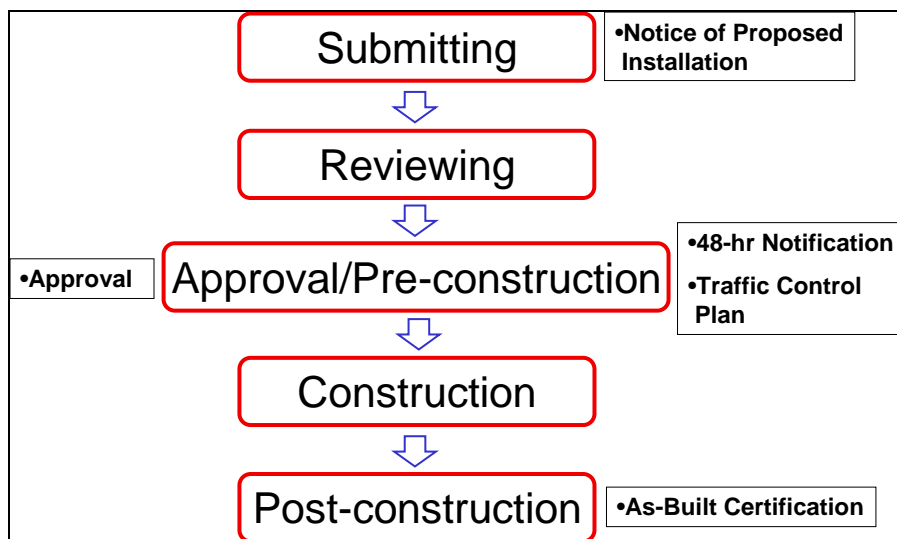 Submitting
•Notice of Proposed
Installation
Reviewing
•Approval
Approval/Pre-construction
•48-hr Notification
•Traffic Control
Plan
Construction
Post-construction
•As-Built Certification